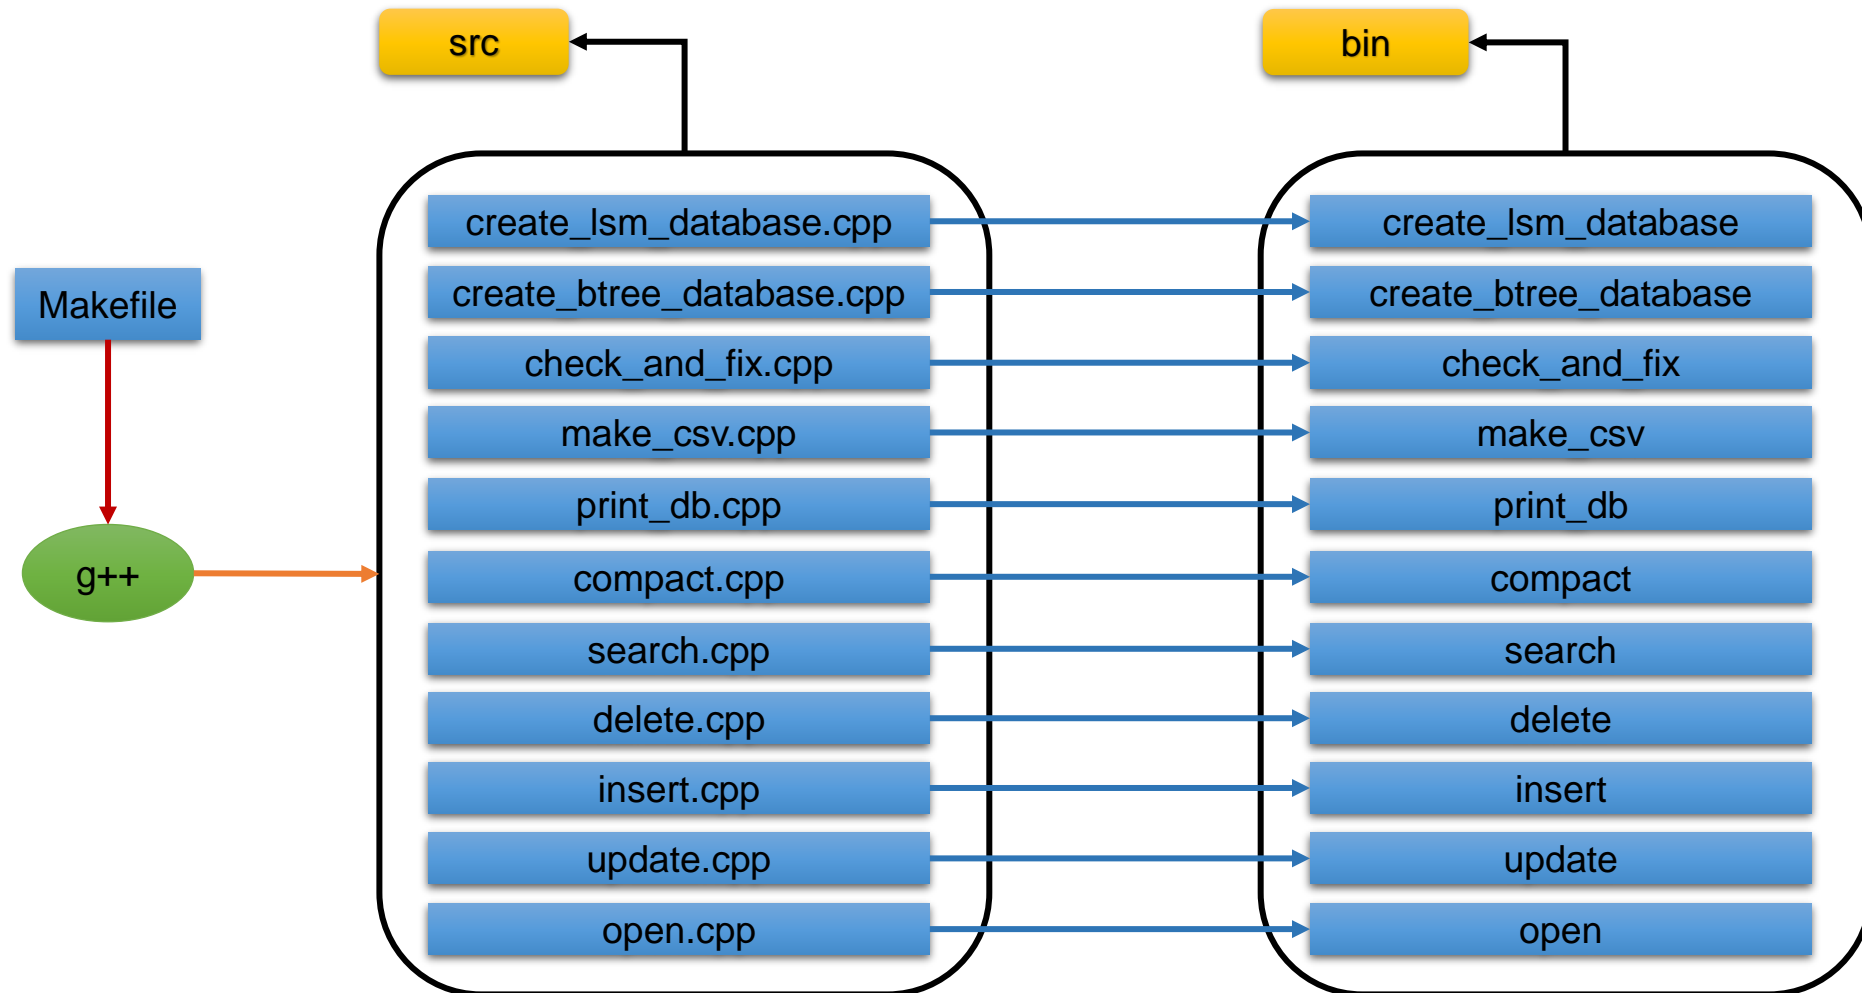 src
bin
Makefile
g++
create_lsm_database.cpp
create_btree_database.cpp
check_and_fix.cpp
make_csv.cpp
print_db.cpp
compact.cpp
search.cpp
delete.cpp
insert.cpp
update.cpp
open.cpp
create_lsm_database
create_btree_database
check_and_fix
make_csv
print_db
compact
search
delete
insert
update
open